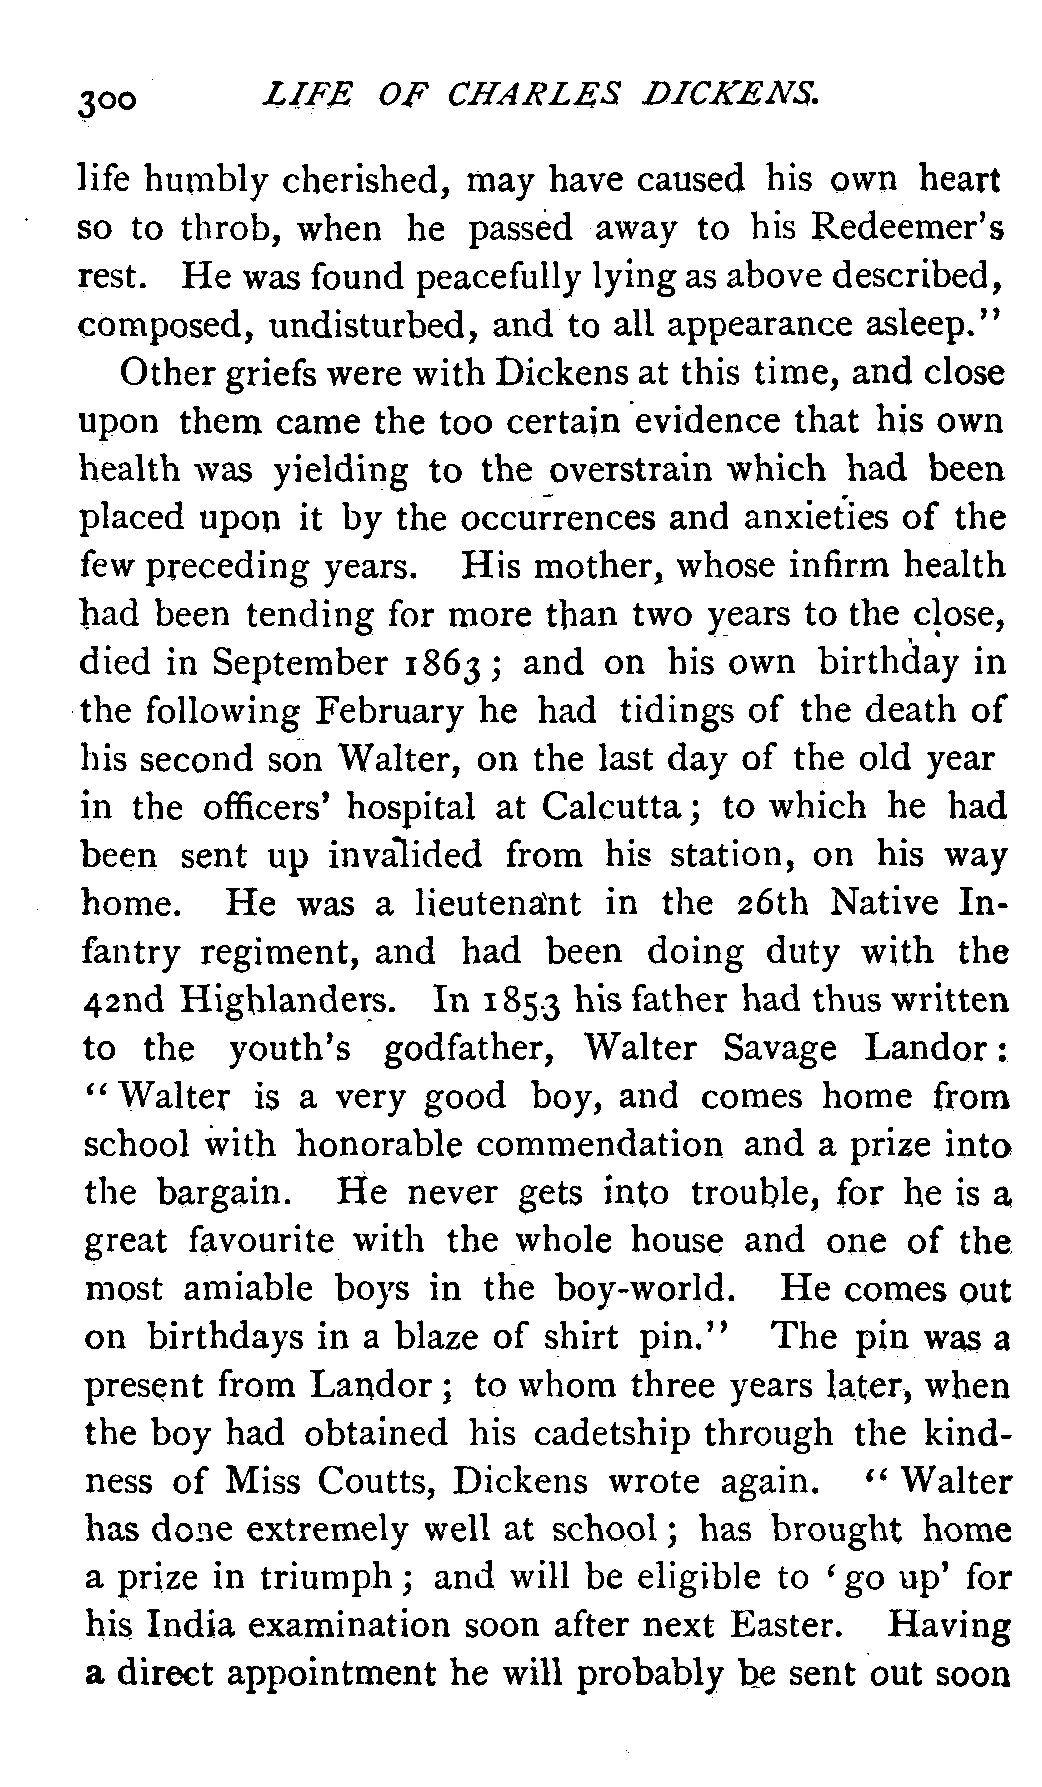 300 LIFE OF CHARLES DICKENS.
life humbly cherished, may have caused his own heart
so to throb, when he passed away to his Redeemer's
rest. He was found peacefully lying as above described,
composed, undisturbed, and to all appearance asleep."
Other griefs were with Dickens at this time, and close
upon them came the too certain evidence that his own
health was yielding to the overstrain which had been
placed upon it by the occurrences and anxieties of the
few preceding years. His mother, whose infirm health
had been tending for more than two years to the close,
died in September 1863; and on his own birthday in
the following February he had tidings of the death of
his second son Walter, on the last day of the old year
in the officers' hospital at Calcutta; to which he had
been sent up invalided from his station, on his way
home. He was a lieutenant in the 26th Native In-
fantry regiment, and had been doing duty with the
42nd Highlanders. In 1853 his father had thus written
to the youth's godfather, Walter Savage Landor:
"Walter is a very good boy, and comes home from
school with honorable commendation and a prize into
the bargain. He never gets into trouble, for he is a
great favourite with the whole house and one of the
most amiable boys in the boy-world. He comes out
on birthdays in a blaze of shirt pin." The pin was a
present from Landor; to whom three years later, when
the boy had obtained his cadetship through the kind-
ness of Miss Coutts, Dickens wrote again. "Walter
has done extremely well at school; has brought home
a prize in triumph; and will be eligible to 'go up' for
his India examination soon after next Easter. Having
a direct appointment he will probably be sent out soon